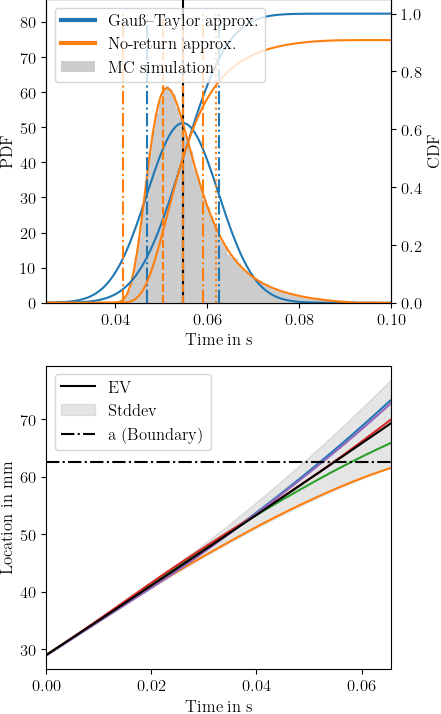 Gauß–Taylor approx.
No-return approx.
MC simulation
PDF
80
70
60
50
40
30
20
10
0
CDF
1.0
0.8
0.6
0.4
0.2
0.0
0.04
0.06
0.08
0.10
Time in s
EV
Stddev
a (Boundary)
Location in mm
70
60
50
40
30
0.00
0.02
0.04
0.06
Time in s